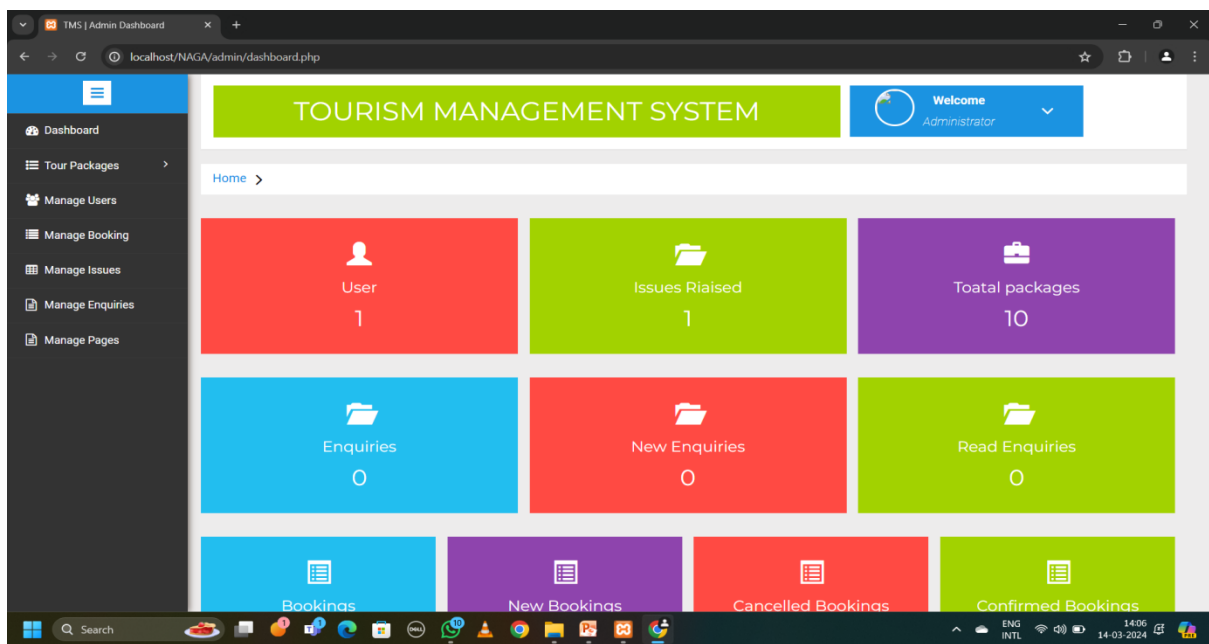 TMS | Admin Dashboard
localhost/NAGA/admin/dashboard.php
TOURISM MANAGEMENT SYSTEM
Welcome
Administrator
Dashboard
Tour Packages
Manage Users
Manage Booking
Manage Issues
Manage Enquiries
Manage Pages
Home
User
1
Issues Riaised
1
Toatal packages
10
Enquiries
0
New Enquiries
0
Read Enquiries
0
Bookings
New Bookings
Cancelled Bookings
Confirmed Bookings
Search
ENG
INTL
14:06
14-03-2024